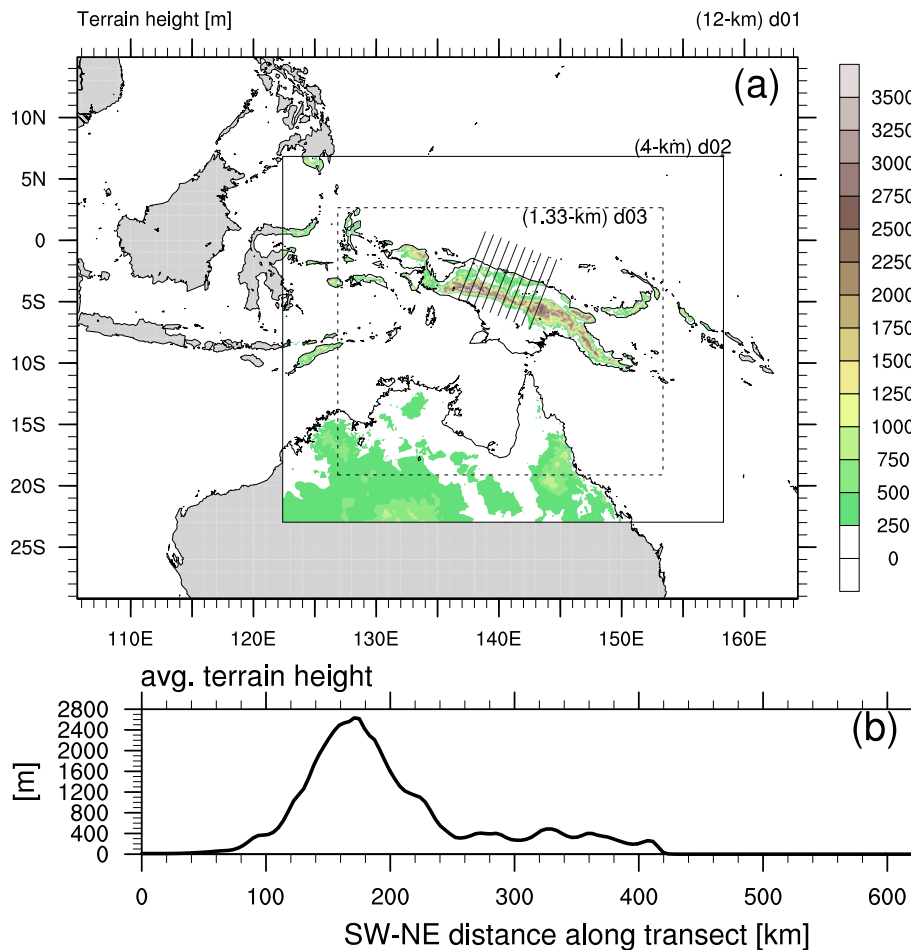 Terrain height [m] (12-km) d01
(a)
(4-km) d02
(1.33-km) d03
10N
5N
0
5S
10S
15S
20S
25S
110E 120E 130E 140E 150E 160E
3500
3250
3000
2750
2500
2250
2000
1750
1500
1250
1000
750
500
250
0
avg. terrain height
(b)
[m]
2800
2400
2000
1600
1200
800
400
0
0 100 200 300 400 500 600
SW-NE distance along transect [km]